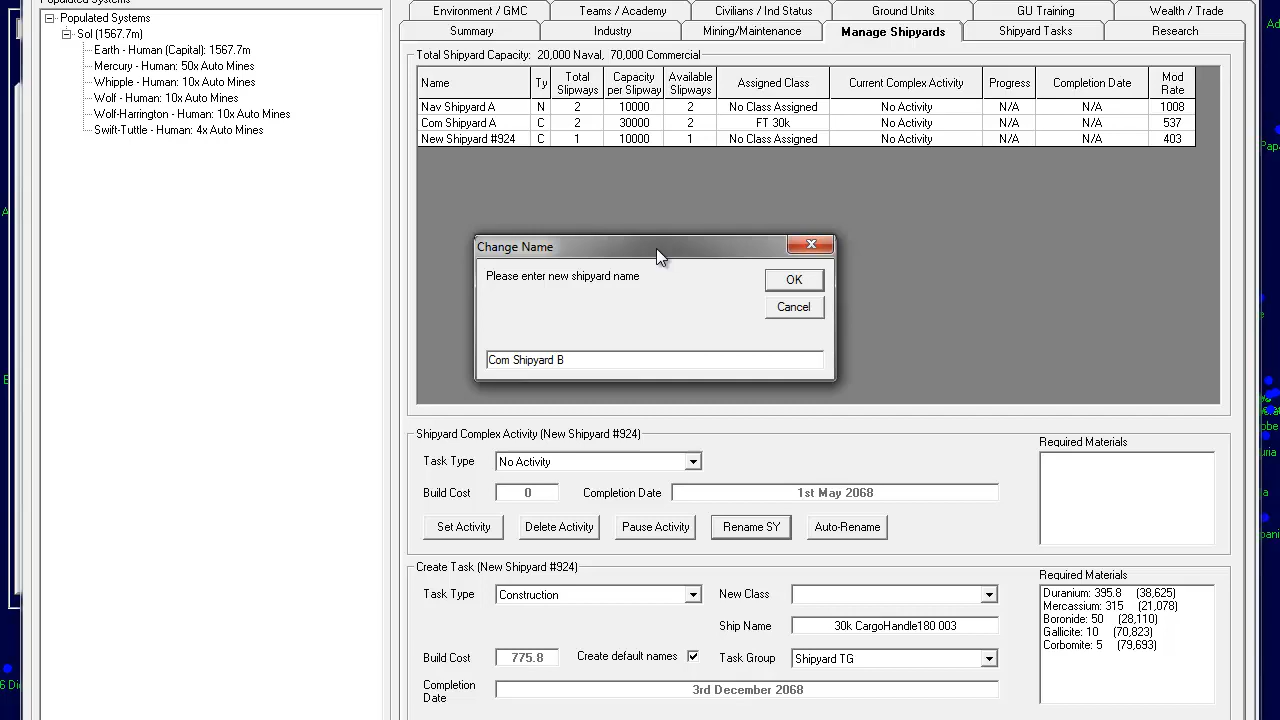 Populated Systems
Populated Systems
Sol (1567.7m)
Earth - Human (Capital): 1567.7m
Mercury - Human: 50x Auto Mines
Whipple - Human: 10x Auto Mines
Wolf - Human: 10x Auto Mines
Wolf-Harrington - Human: 10x Auto Mines
Swift-Tuttle - Human: 4x Auto Mines
Environment / GMC Teams / Academy Civilians /Ind Status Ground Units GU Training Wealth / Trade
Summary Industry Mining/Maintenance Manage Shipyards Shipyard Tasks Research
Total Shipyard Capacity: 20,000 Naval, 70,000 Commercial
Name Ty Total Slipways Capacity per Slipway Available Slipways Assigned Class Current Complex Activity Progress Completion Date Mod Rate
Nav Shipyard A N 2 10000 2 No Class Assigned No Activity N/A N/A 1008
Com Shipyard A C 2 30000 2 FT 30k No Activity N/A N/A 537
New Shipyard #924 C 1 10000 1 No Class Assigned No Activity N/A N/A 403
Change Name
Please enter new shipyard name
OK
Cancel
Com Shipyard B
Shipyard Complex Activity (New Shipyard #924)
Required Materials
Task Type No Activity
Build Cost 0 Completion Date 1st May 2068
Set Activity Delete Activity Pause Activity Rename SY Auto-Rename
Create Task (New Shipyard #924)
Required Materials
Task Type Construction New Class
Ship Name 30k CargoHandle180 003
Build Cost 775.8 Create default names Task Group Shipyard TG
Completion Date 3rd December 2068
Duranium: 395.8 (38,625)
Mercassium: 315 (21,078)
Boronide: 50 (28,110)
Gallicite: 10 (70,823)
Corbomite: 5 (79,693)